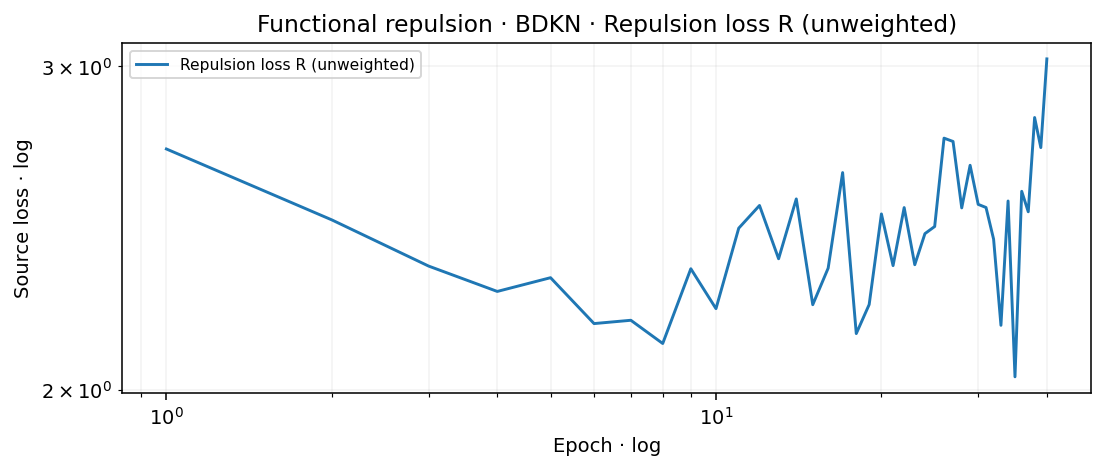 Functional repulsion · BDKN · Repulsion loss R (unweighted)
Repulsion loss R (unweighted)
3 × 10⁰
Source loss · log
2 × 10⁰
10⁰ 10¹
Epoch · log